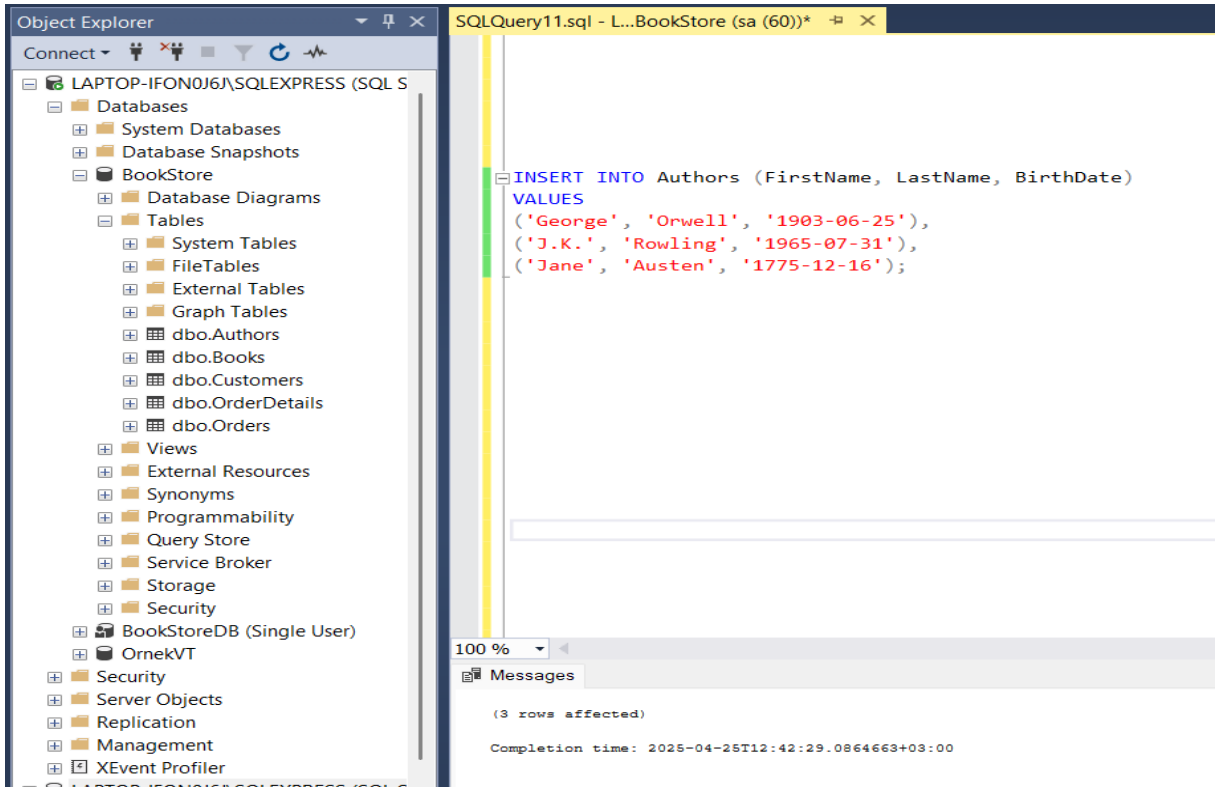 Object Explorer
Connect
LAPTOP-IFON0J6J\SQLEXPRESS (SQL S
Databases
System Databases
Database Snapshots
BookStore
Database Diagrams
Tables
System Tables
FileTables
External Tables
Graph Tables
dbo.Authors
dbo.Books
dbo.Customers
dbo.OrderDetails
dbo.Orders
Views
External Resources
Synonyms
Programmability
Query Store
Service Broker
Storage
Security
BookStoreDB (Single User)
OrnekVT
Security
Server Objects
Replication
Management
XEvent Profiler
SQLQuery11.sql - L...BookStore (sa (60))*
INSERT INTO Authors (FirstName, LastName, BirthDate)
VALUES
('George', 'Orwell', '1903-06-25'),
('J.K.', 'Rowling', '1965-07-31'),
('Jane', 'Austen', '1775-12-16');
100 %
Messages
(3 rows affected)
Completion time: 2025-04-25T12:42:29.0864663+03:00